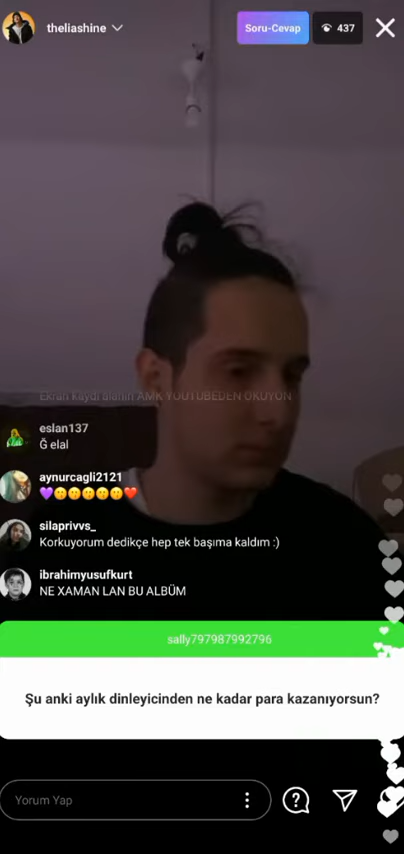 theliashine
Soru-Cevap
437
Ekran kaydı alanın AMK YOUTUBEDEN OKUYON
eslan137
Ğ elal
aynurcagli2121
💜🤫🤫🤫🤫🤫❤️
silaprivvs_
Korkuyorum dedikçe hep tek başıma kaldım :)
ibrahimyusufkurt
NE XAMAN LAN BU ALBÜM
sally797987992796
Şu anki aylık dinleyicinden ne kadar para kazanıyorsun?
Yorum Yap